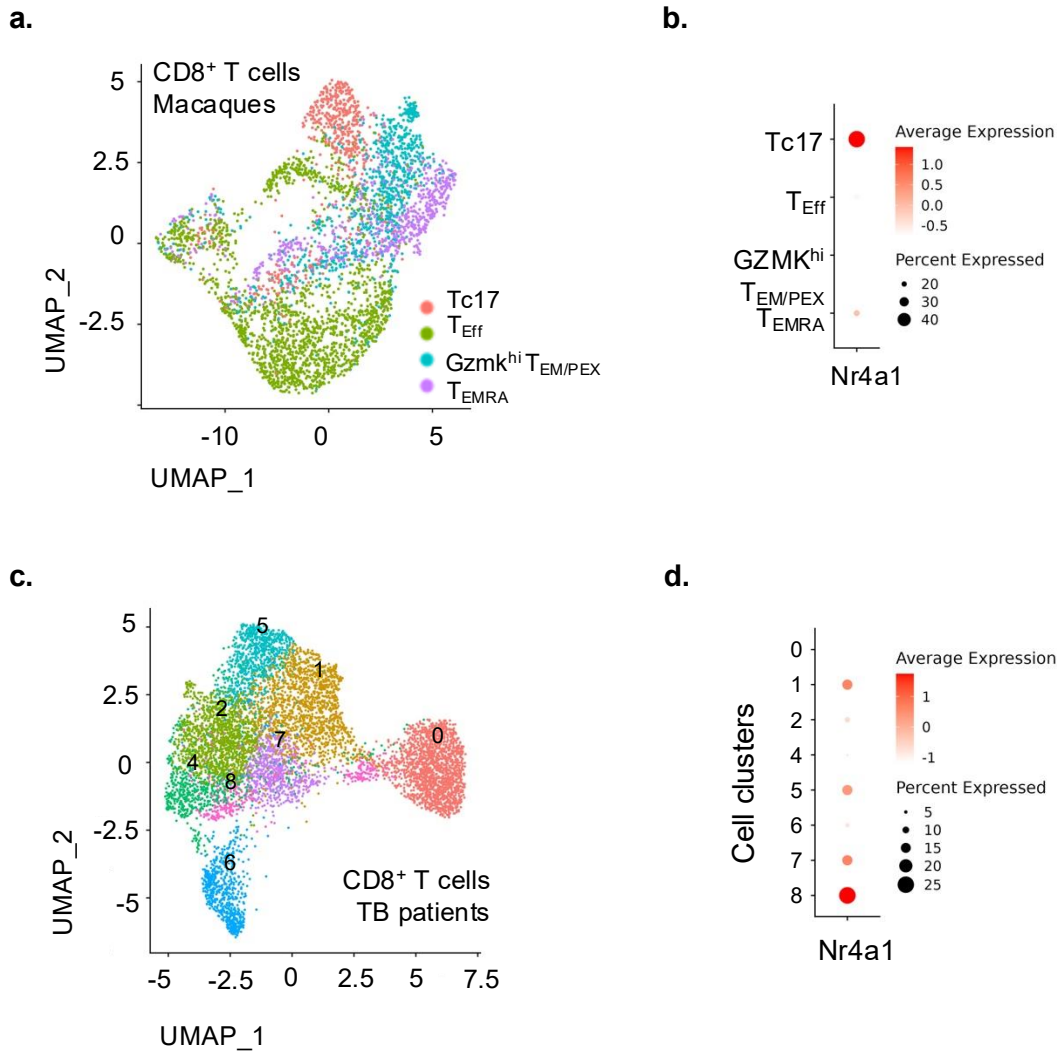 a.
CD8⁺ T cells
Macaques
5
2.5
0
-2.5
UMAP_2
-10
0
5
UMAP_1
Tc17
T_Eff
Gzmk^hi T_EM/PEX
T_EMRA
b.
Tc17
T_Eff
GZMK^hi
T_EM/PEX
T_EMRA
Nr4a1
Average Expression
1.0
0.5
0.0
-0.5
Percent Expressed
20
30
40
c.
5
2.5
0
-2.5
-5
UMAP_2
5
1
2
7
0
4
8
6
CD8⁺ T cells
TB patients
-5
-2.5
0
2.5
5
7.5
UMAP_1
d.
Cell clusters
0
1
2
4
5
6
7
8
Nr4a1
Average Expression
1
0
-1
Percent Expressed
5
10
15
20
25